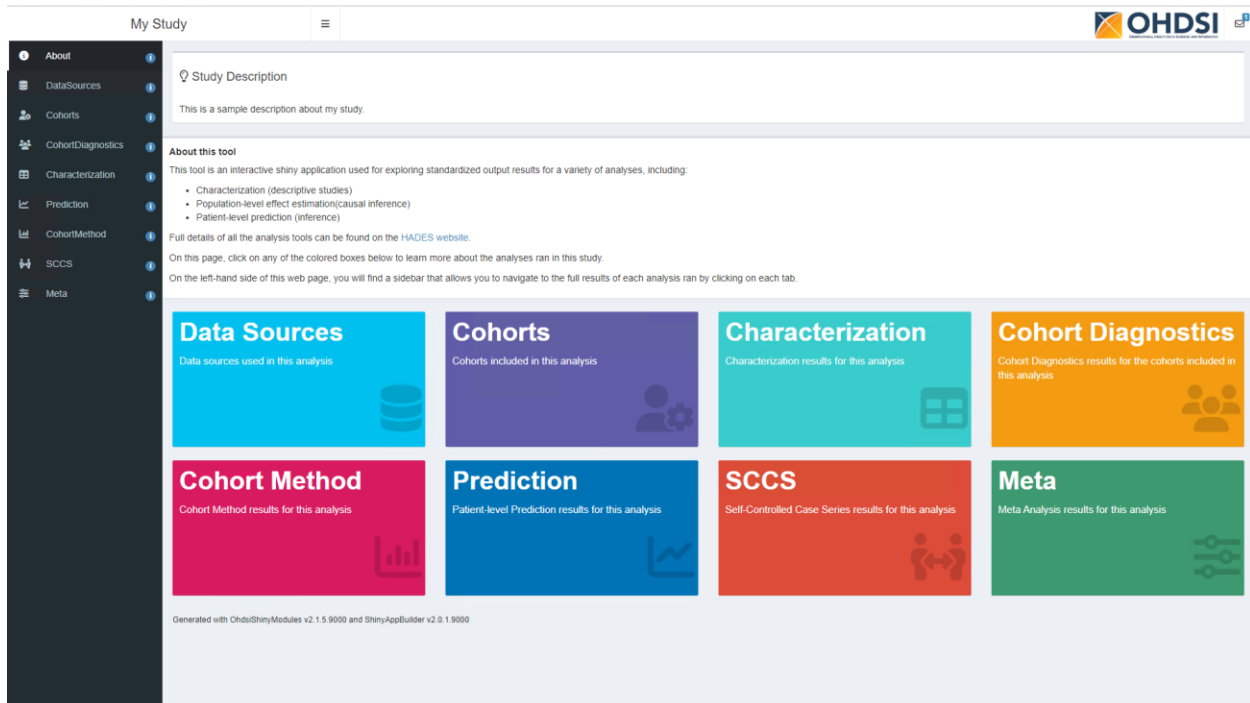 My Study
OHDSI
1
About
DataSources
Cohorts
CohortDiagnostics
Characterization
Prediction
CohortMethod
SCCS
Meta
Study Description
This is a sample description about my study.
About this tool
This tool is an interactive shiny application used for exploring standardized output results for a variety of analyses, including:
Characterization (descriptive studies)
Population-level effect estimation(causal inference)
Patient-level prediction (inference)
Full details of all the analysis tools can be found on the HADES website.
On this page, click on any of the colored boxes below to learn more about the analyses ran in this study.
On the left-hand side of this web page, you will find a sidebar that allows you to navigate to the full results of each analysis ran by clicking on each tab.
Data Sources
Data sources used in this analysis
Cohorts
Cohorts included in this analysis
Characterization
Characterization results for this analysis
Cohort Diagnostics
Cohort Diagnostics results for the cohorts included in
this analysis
Cohort Method
Cohort Method results for this analysis
Prediction
Patient-level Prediction results for this analysis
SCCS
Self-Controlled Case Series results for this analysis
Meta
Meta Analysis results for this analysis
Generated with OhdsiShinyModules v2.1.5.9000 and ShinyAppBuilder v2.0.1.9000